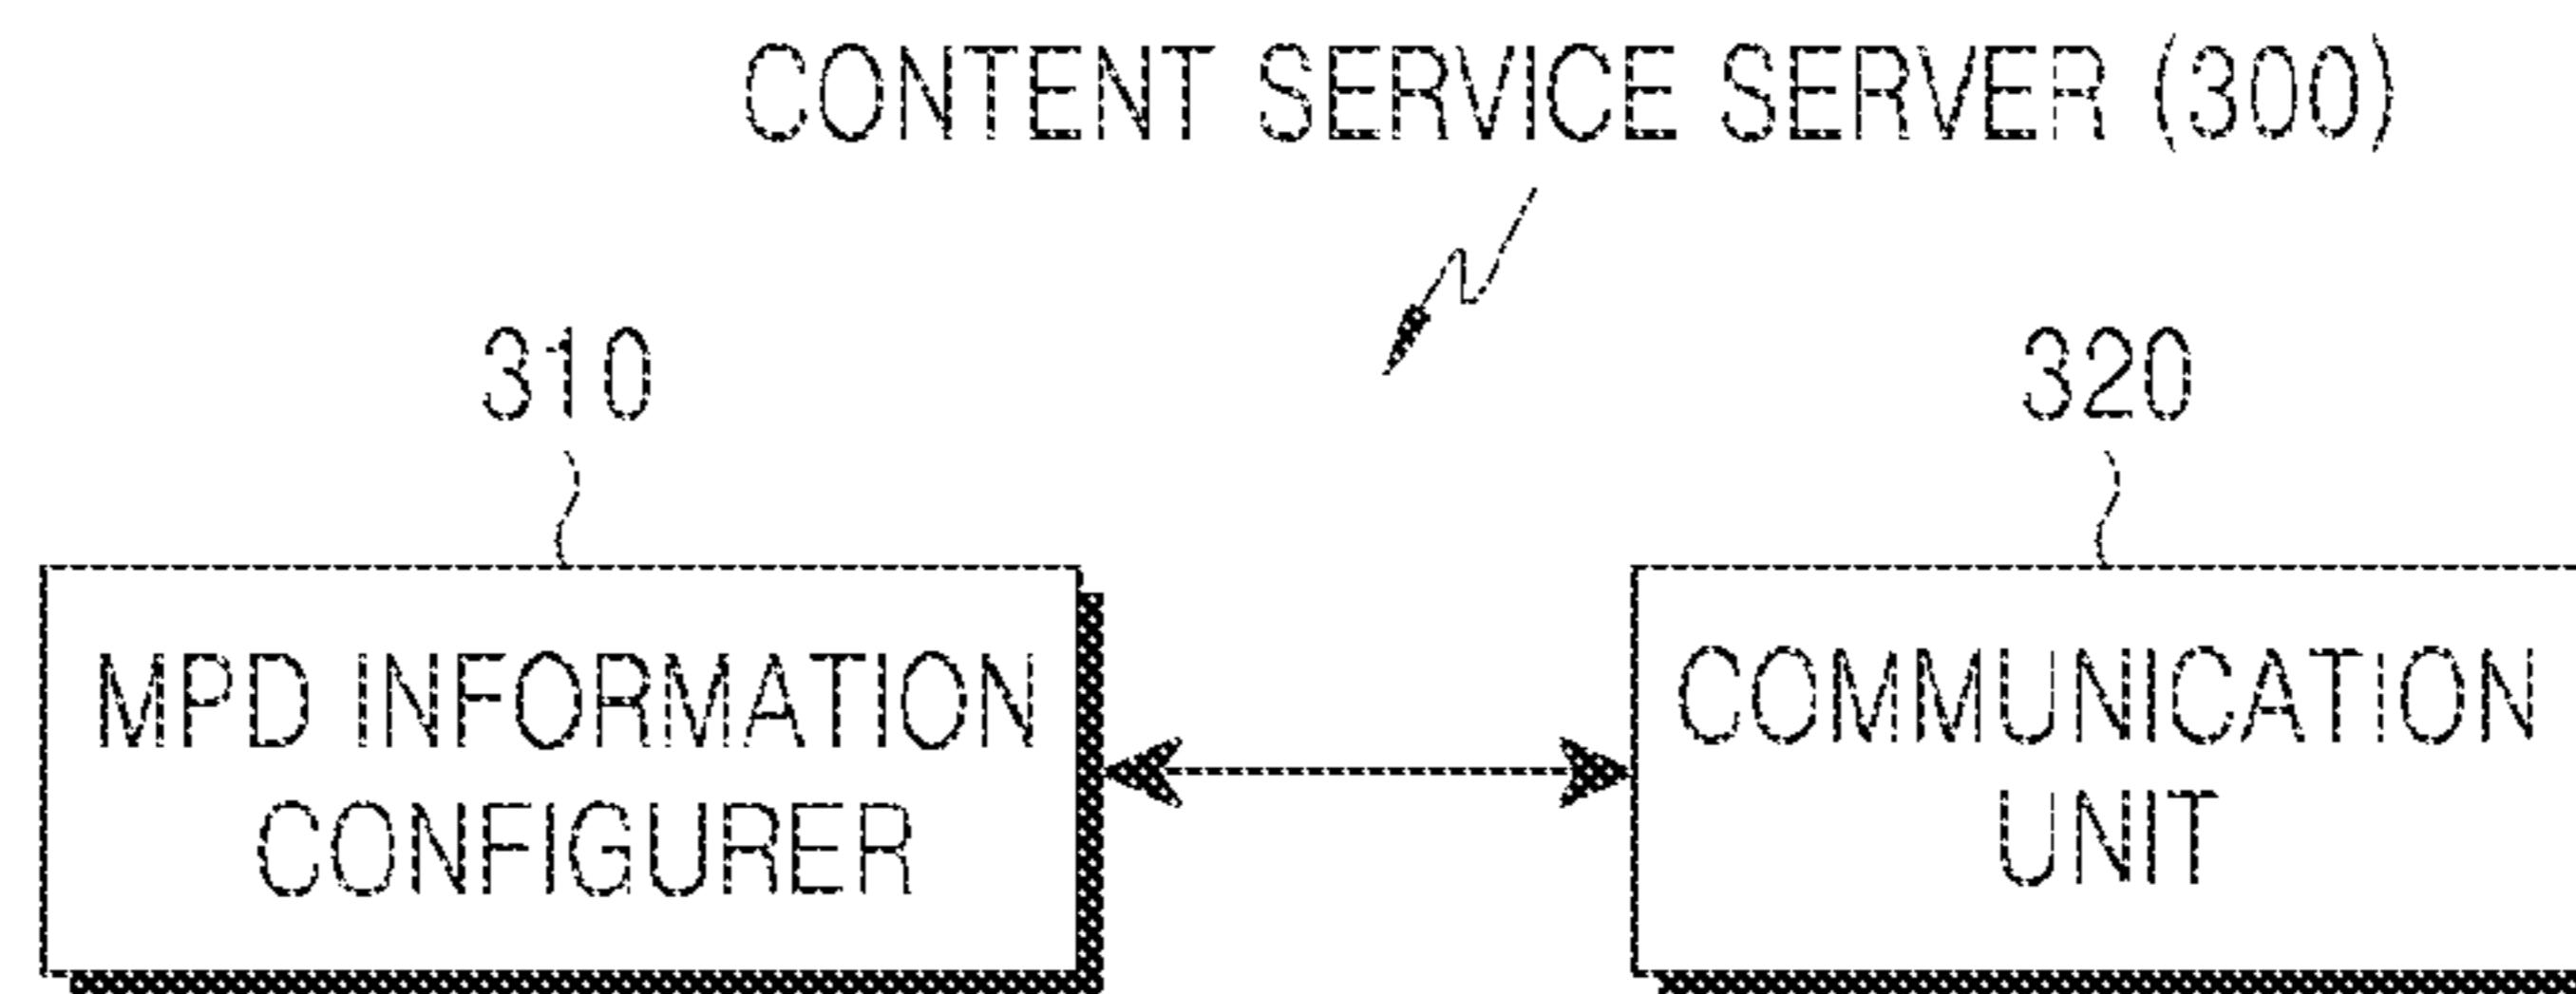 CONTENT SERVICE SERVER (300)
310
320
MPD INFORMATION
CONFIGURER
COMMUNICATION
UNIT